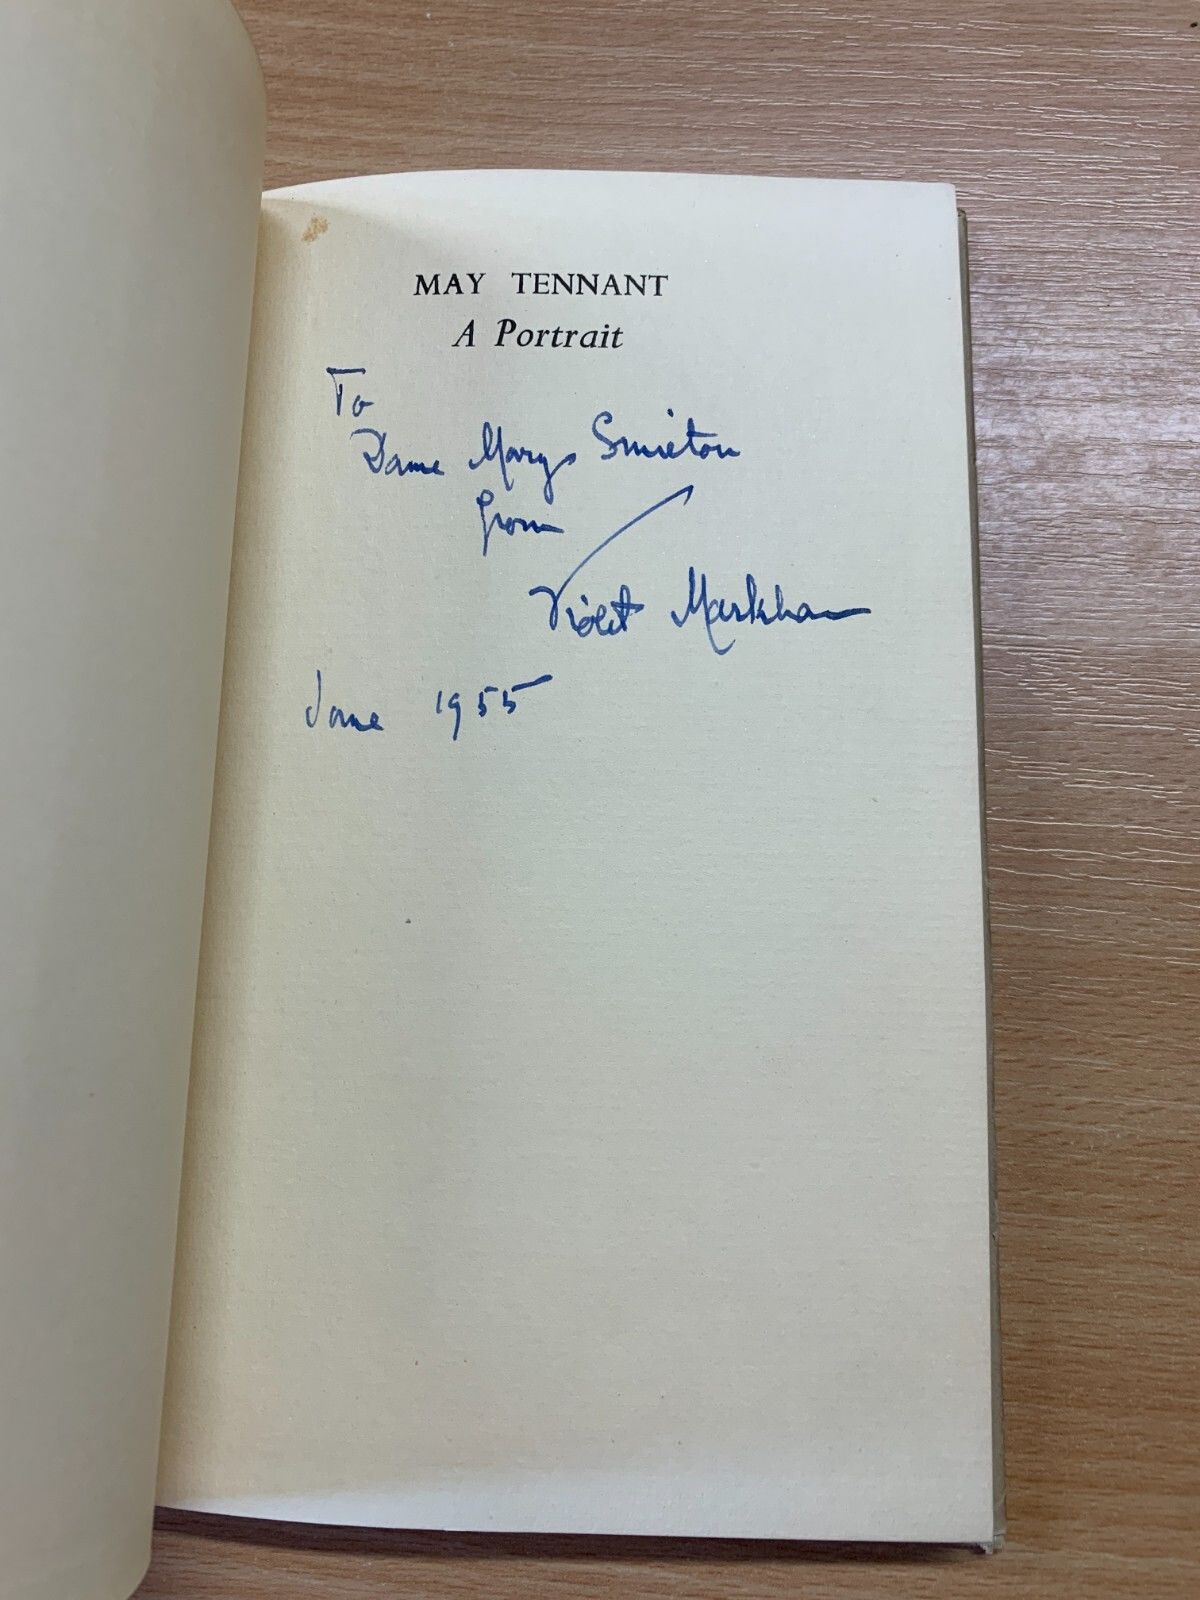 MAY TENNANT
A Portrait
To
Dame Mary Smieton
from
Violet Markham
June 1955